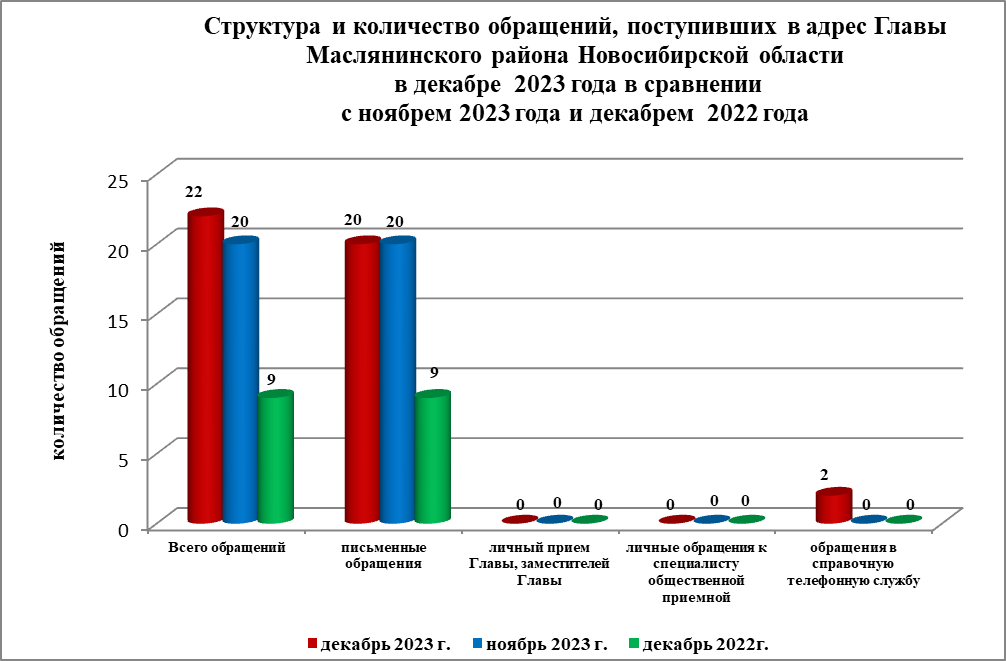 Структура и количество обращений, поступивших в адрес Главы
Маслянинского района Новосибирской области
в декабре 2023 года в сравнении
с ноябрем 2023 года и декабрем 2022 года
количество обращений
25
20
15
10
5
0
22
20
9
20
20
9
0
0
0
0
0
0
2
0
0
Всего обращений
письменные
обращения
личный прием
Главы, заместителей
Главы
личные обращения к
специалисту
общественной
приемной
обращения в
справочную
телефонную службу
декабрь 2023 г.
ноябрь 2023 г.
декабрь 2022г.